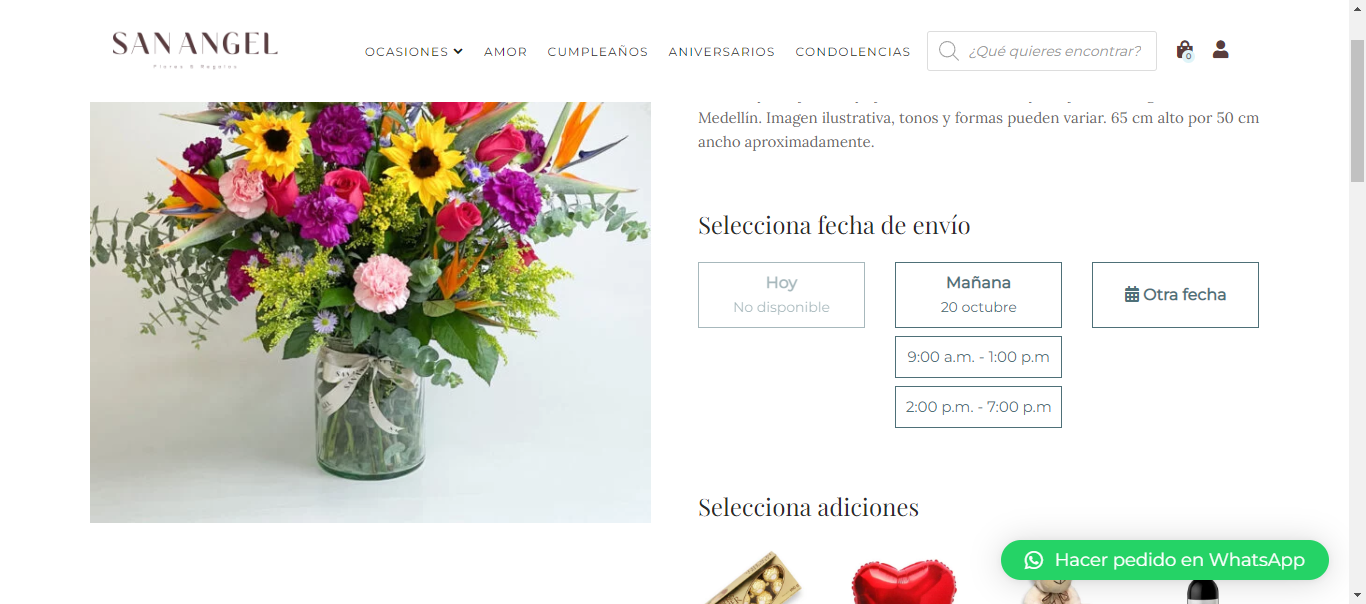 SAN ANGEL
Flores & Regalos
OCASIONES
AMOR
CUMPLEAÑOS
ANIVERSARIOS
CONDOLENCIAS
¿Qué quieres encontrar?
0
Medellín. Imagen ilustrativa, tonos y formas pueden variar. 65 cm alto por 50 cm
ancho aproximadamente.
Selecciona fecha de envío
Hoy
No disponible
Mañana
20 octubre
Otra fecha
9:00 a.m. - 1:00 p.m
2:00 p.m. - 7:00 p.m
Selecciona adiciones
Hacer pedido en WhatsApp